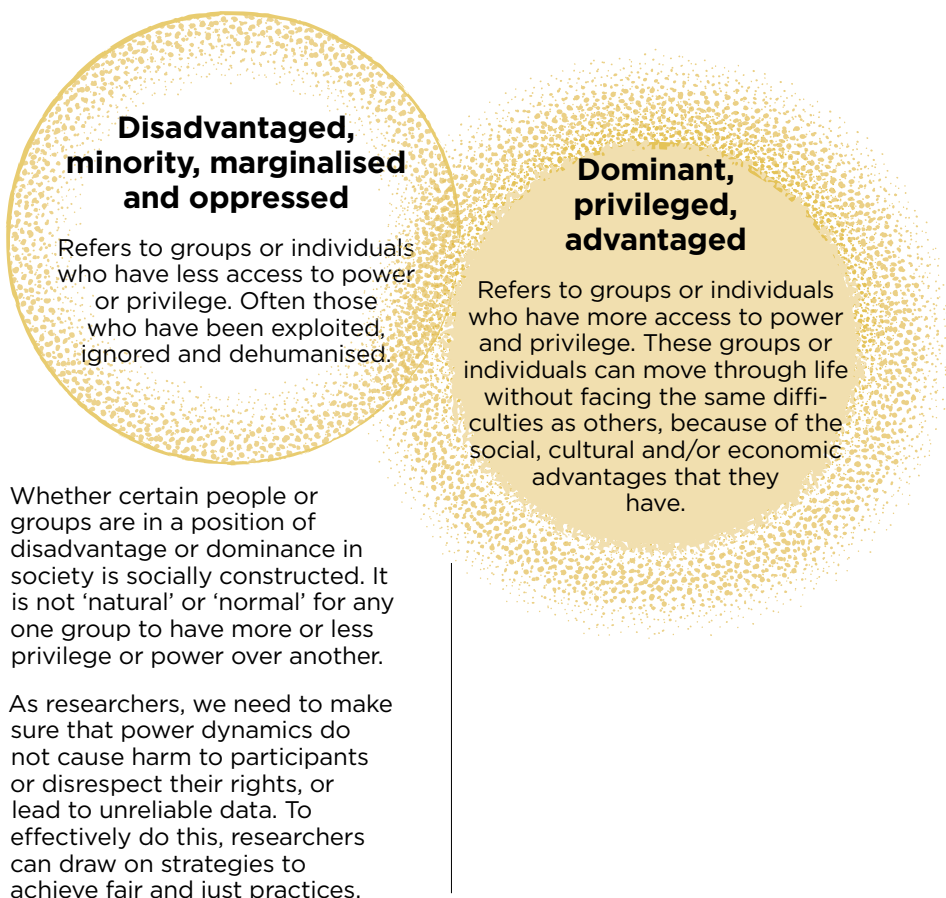 Disadvantaged,
minority, marginalised
and oppressed
Refers to groups or individuals
who have less access to power
or privilege. Often those
who have been exploited,
ignored and dehumanised.
Dominant,
privileged,
advantaged
Refers to groups or individuals
who have more access to power
and privilege. These groups or
individuals can move through life
without facing the same diffi-
culties as others, because of the
social, cultural and/or economic
advantages that they
have.
Whether certain people or
groups are in a position of
disadvantage or dominance in
society is socially constructed. It
is not ‘natural’ or ‘normal’ for any
one group to have more or less
privilege or power over another.
As researchers, we need to make
sure that power dynamics do
not cause harm to participants
or disrespect their rights, or
lead to unreliable data. To
effectively do this, researchers
can draw on strategies to
achieve fair and just practices.